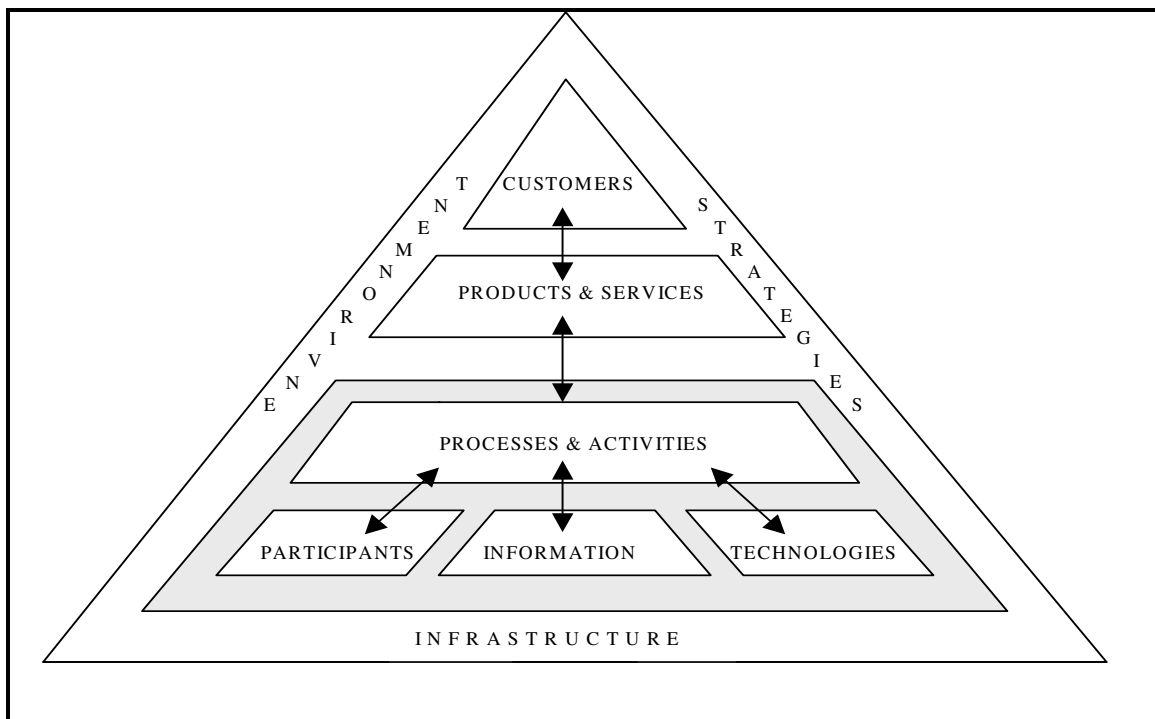 CUSTOMERS
ENVIRONMENT
STRATEGIES
PRODUCTS & SERVICES
PROCESSES & ACTIVITIES
PARTICIPANTS
INFORMATION
TECHNOLOGIES
INFRASTRUCTURE